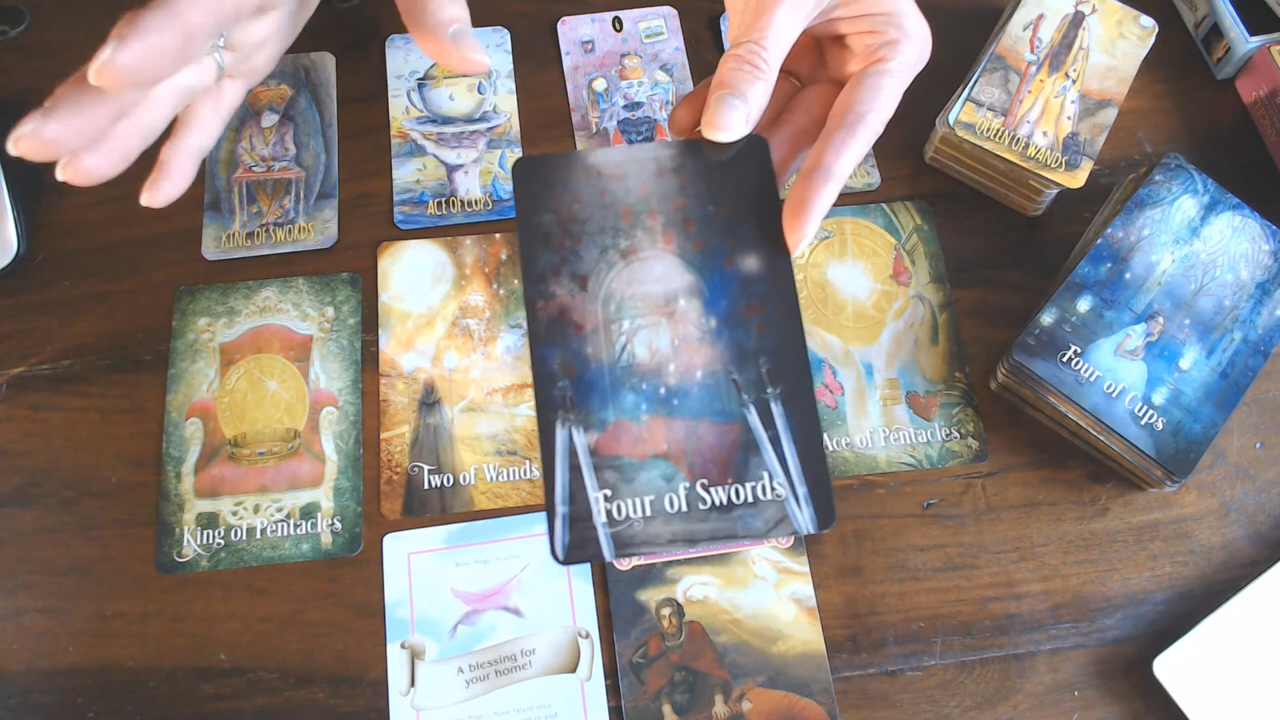 6
KING OF SWORDS
ACE OF CUPS
QUEEN OF WANDS
King of Pentacles
Two of Wands
Four of Swords
Ace of Pentacles
Four of Cups
A blessing for
your home!